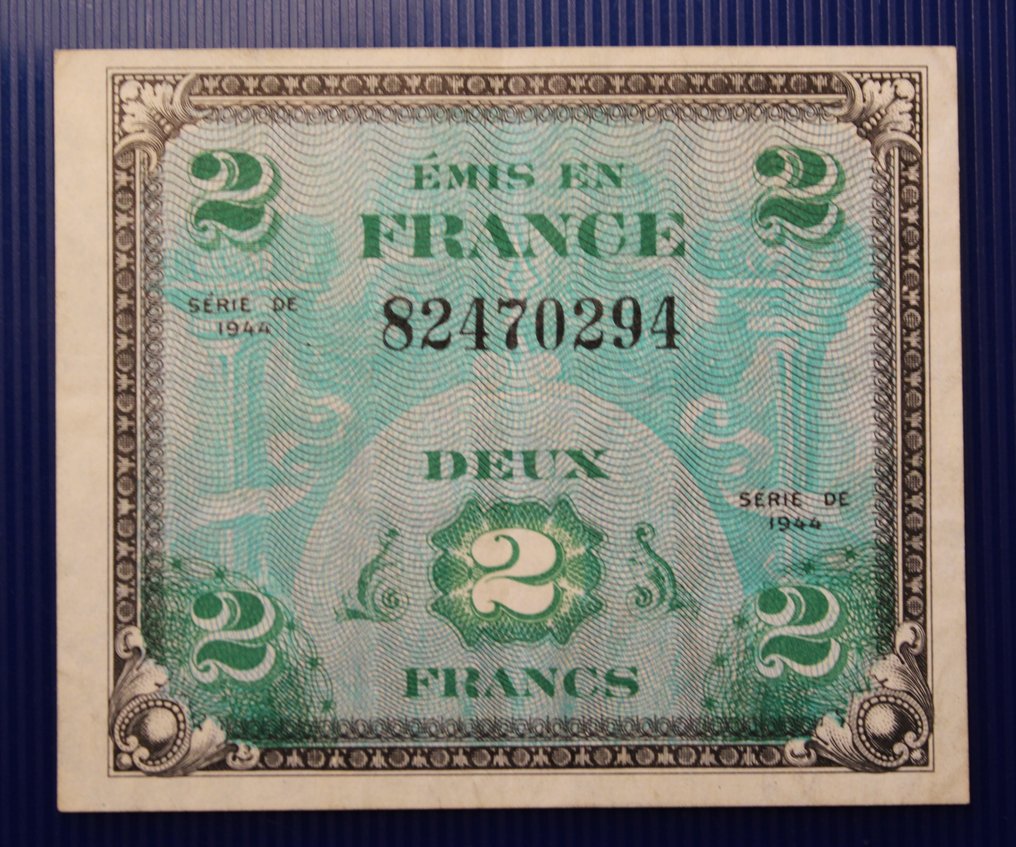 2 ÉMIS EN 2
FRANCE
SÉRIE DE
1944
82470294
DEUX
SÉRIE DE
1944
2
2 2
FRANCS